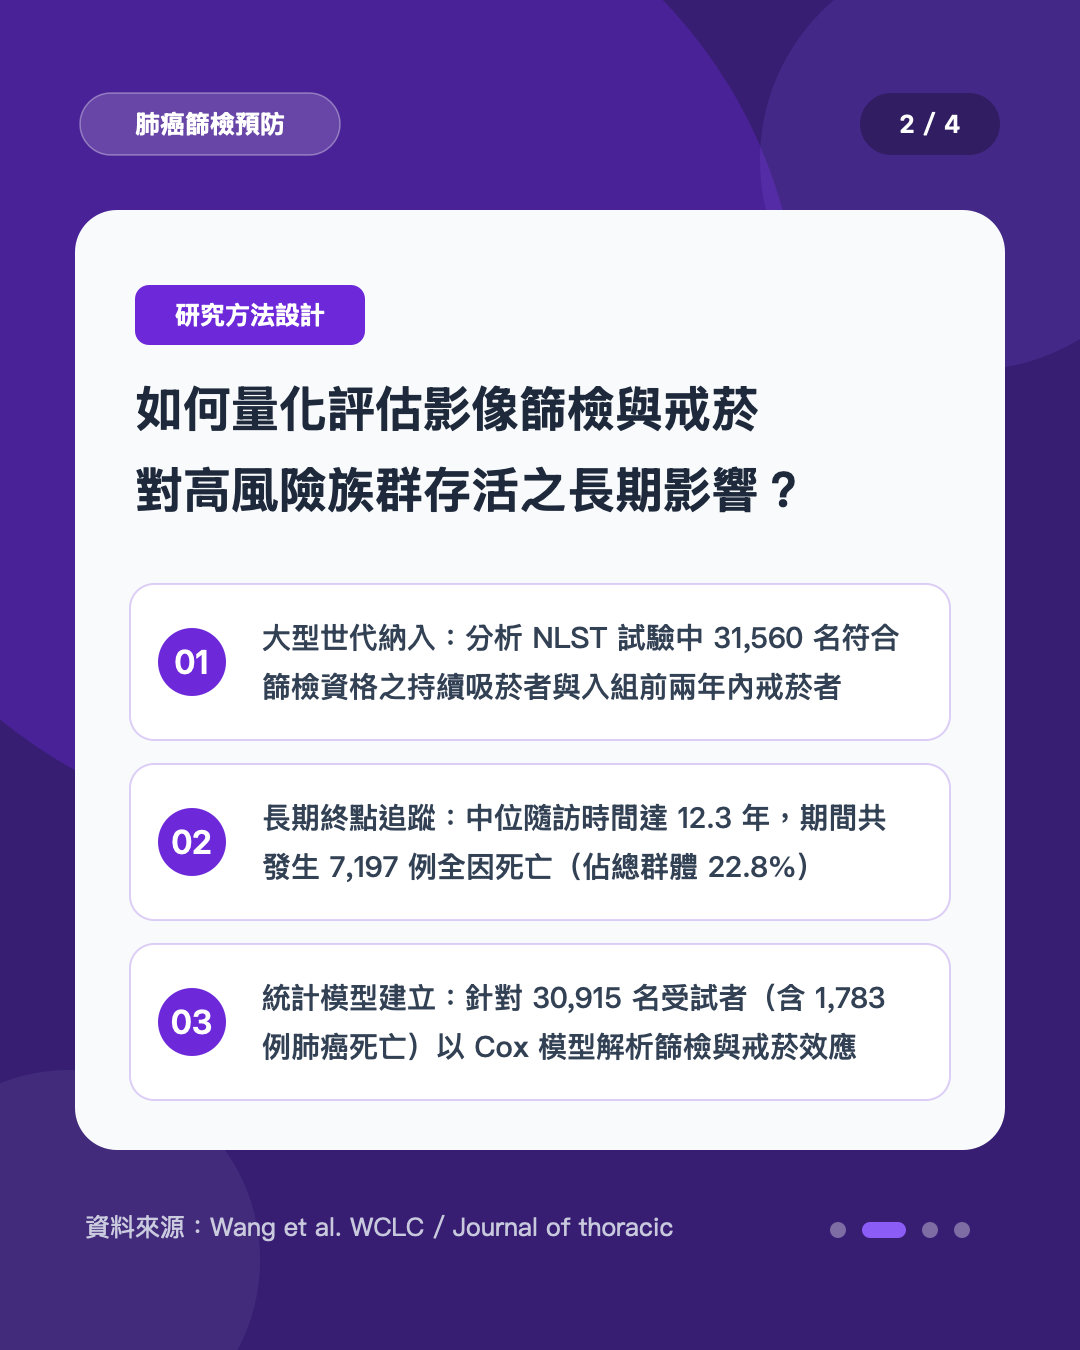 肺癌篩檢預防
2 / 4
研究方法設計
如何量化評估影像篩檢與戒菸
對高風險族群存活之長期影響？
01
大型世代納入：分析 NLST 試驗中 31,560 名符合
篩檢資格之持續吸菸者與入組前兩年內戒菸者
02
長期終點追蹤：中位隨訪時間達 12.3 年，期間共
發生 7,197 例全因死亡（佔總群體 22.8%）
03
統計模型建立：針對 30,915 名受試者（含 1,783
例肺癌死亡）以 Cox 模型解析篩檢與戒菸效應
資料來源：Wang et al. WCLC / Journal of thoracic